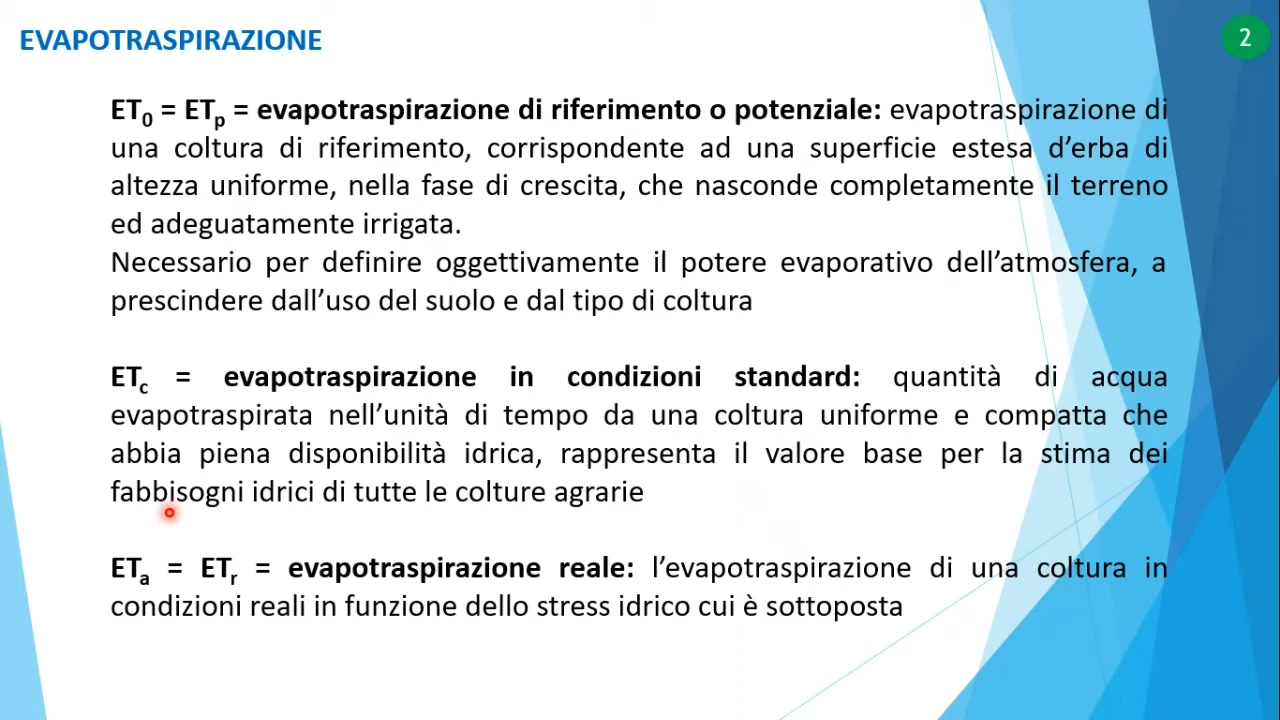 EVAPOTRASPIRAZIONE
2
ET0 = ETp = evapotraspirazione di riferimento o potenziale: evapotraspirazione di
una coltura di riferimento, corrispondente ad una superficie estesa d’erba di
altezza uniforme, nella fase di crescita, che nasconde completamente il terreno
ed adeguatamente irrigata.
Necessario per definire oggettivamente il potere evaporativo dell’atmosfera, a
prescindere dall’uso del suolo e dal tipo di coltura
ETc = evapotraspirazione in condizioni standard: quantità di acqua
evapotraspirata nell’unità di tempo da una coltura uniforme e compatta che
abbia piena disponibilità idrica, rappresenta il valore base per la stima dei
fabbisogni idrici di tutte le colture agrarie
ETa = ETr = evapotraspirazione reale: l’evapotraspirazione di una coltura in
condizioni reali in funzione dello stress idrico cui è sottoposta